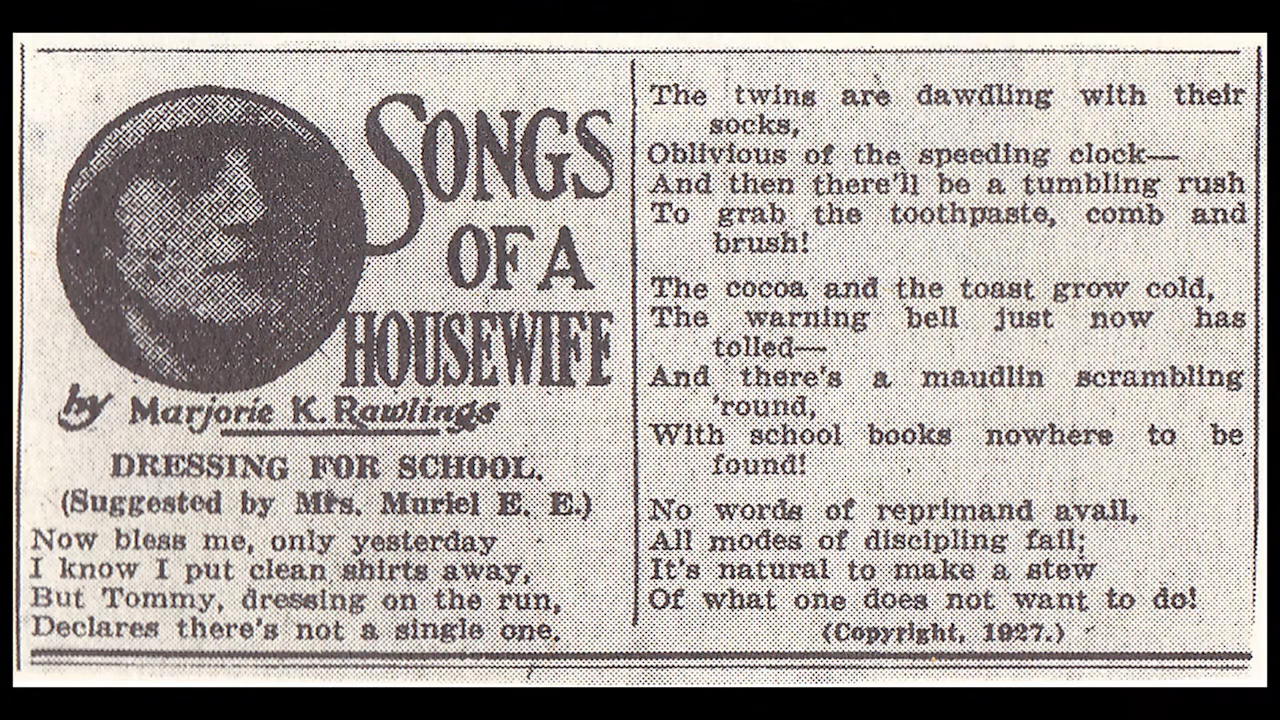 SONGS
OF A
HOUSEWIFE
by Marjorie K. Rawlings
DRESSING FOR SCHOOL.
(Suggested by Mrs. Muriel E. E.)
Now bless me, only yesterday
I know I put clean shirts away,
But Tommy, dressing on the run,
Declares there's not a single one.
The twins are dawdling with their
socks,
Oblivious of the speeding clock—
And then there'll be a tumbling rush
To grab the toothpaste, comb and
brush!
The cocoa and the toast grow cold,
The warning bell just now has
tolled—
And there's a maudlin scrambling
'round,
With school books nowhere to be
found!
No words of reprimand avail,
All modes of discipling fail;
It's natural to make a stew
Of what one does not want to do!
(Copyright, 1927.)